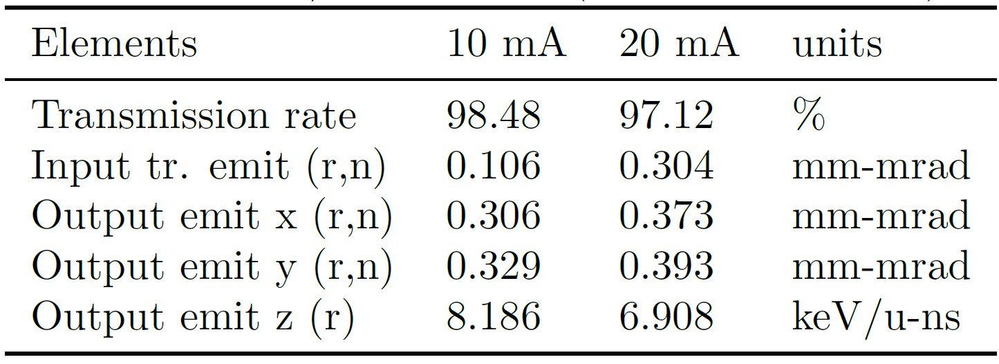 Elements 10 mA 20 mA units
Transmission rate 98.48 97.12 %
Input tr. emit (r,n) 0.106 0.304 mm-mrad
Output emit x (r,n) 0.306 0.373 mm-mrad
Output emit y (r,n) 0.329 0.393 mm-mrad
Output emit z (r) 8.186 6.908 keV/u-ns